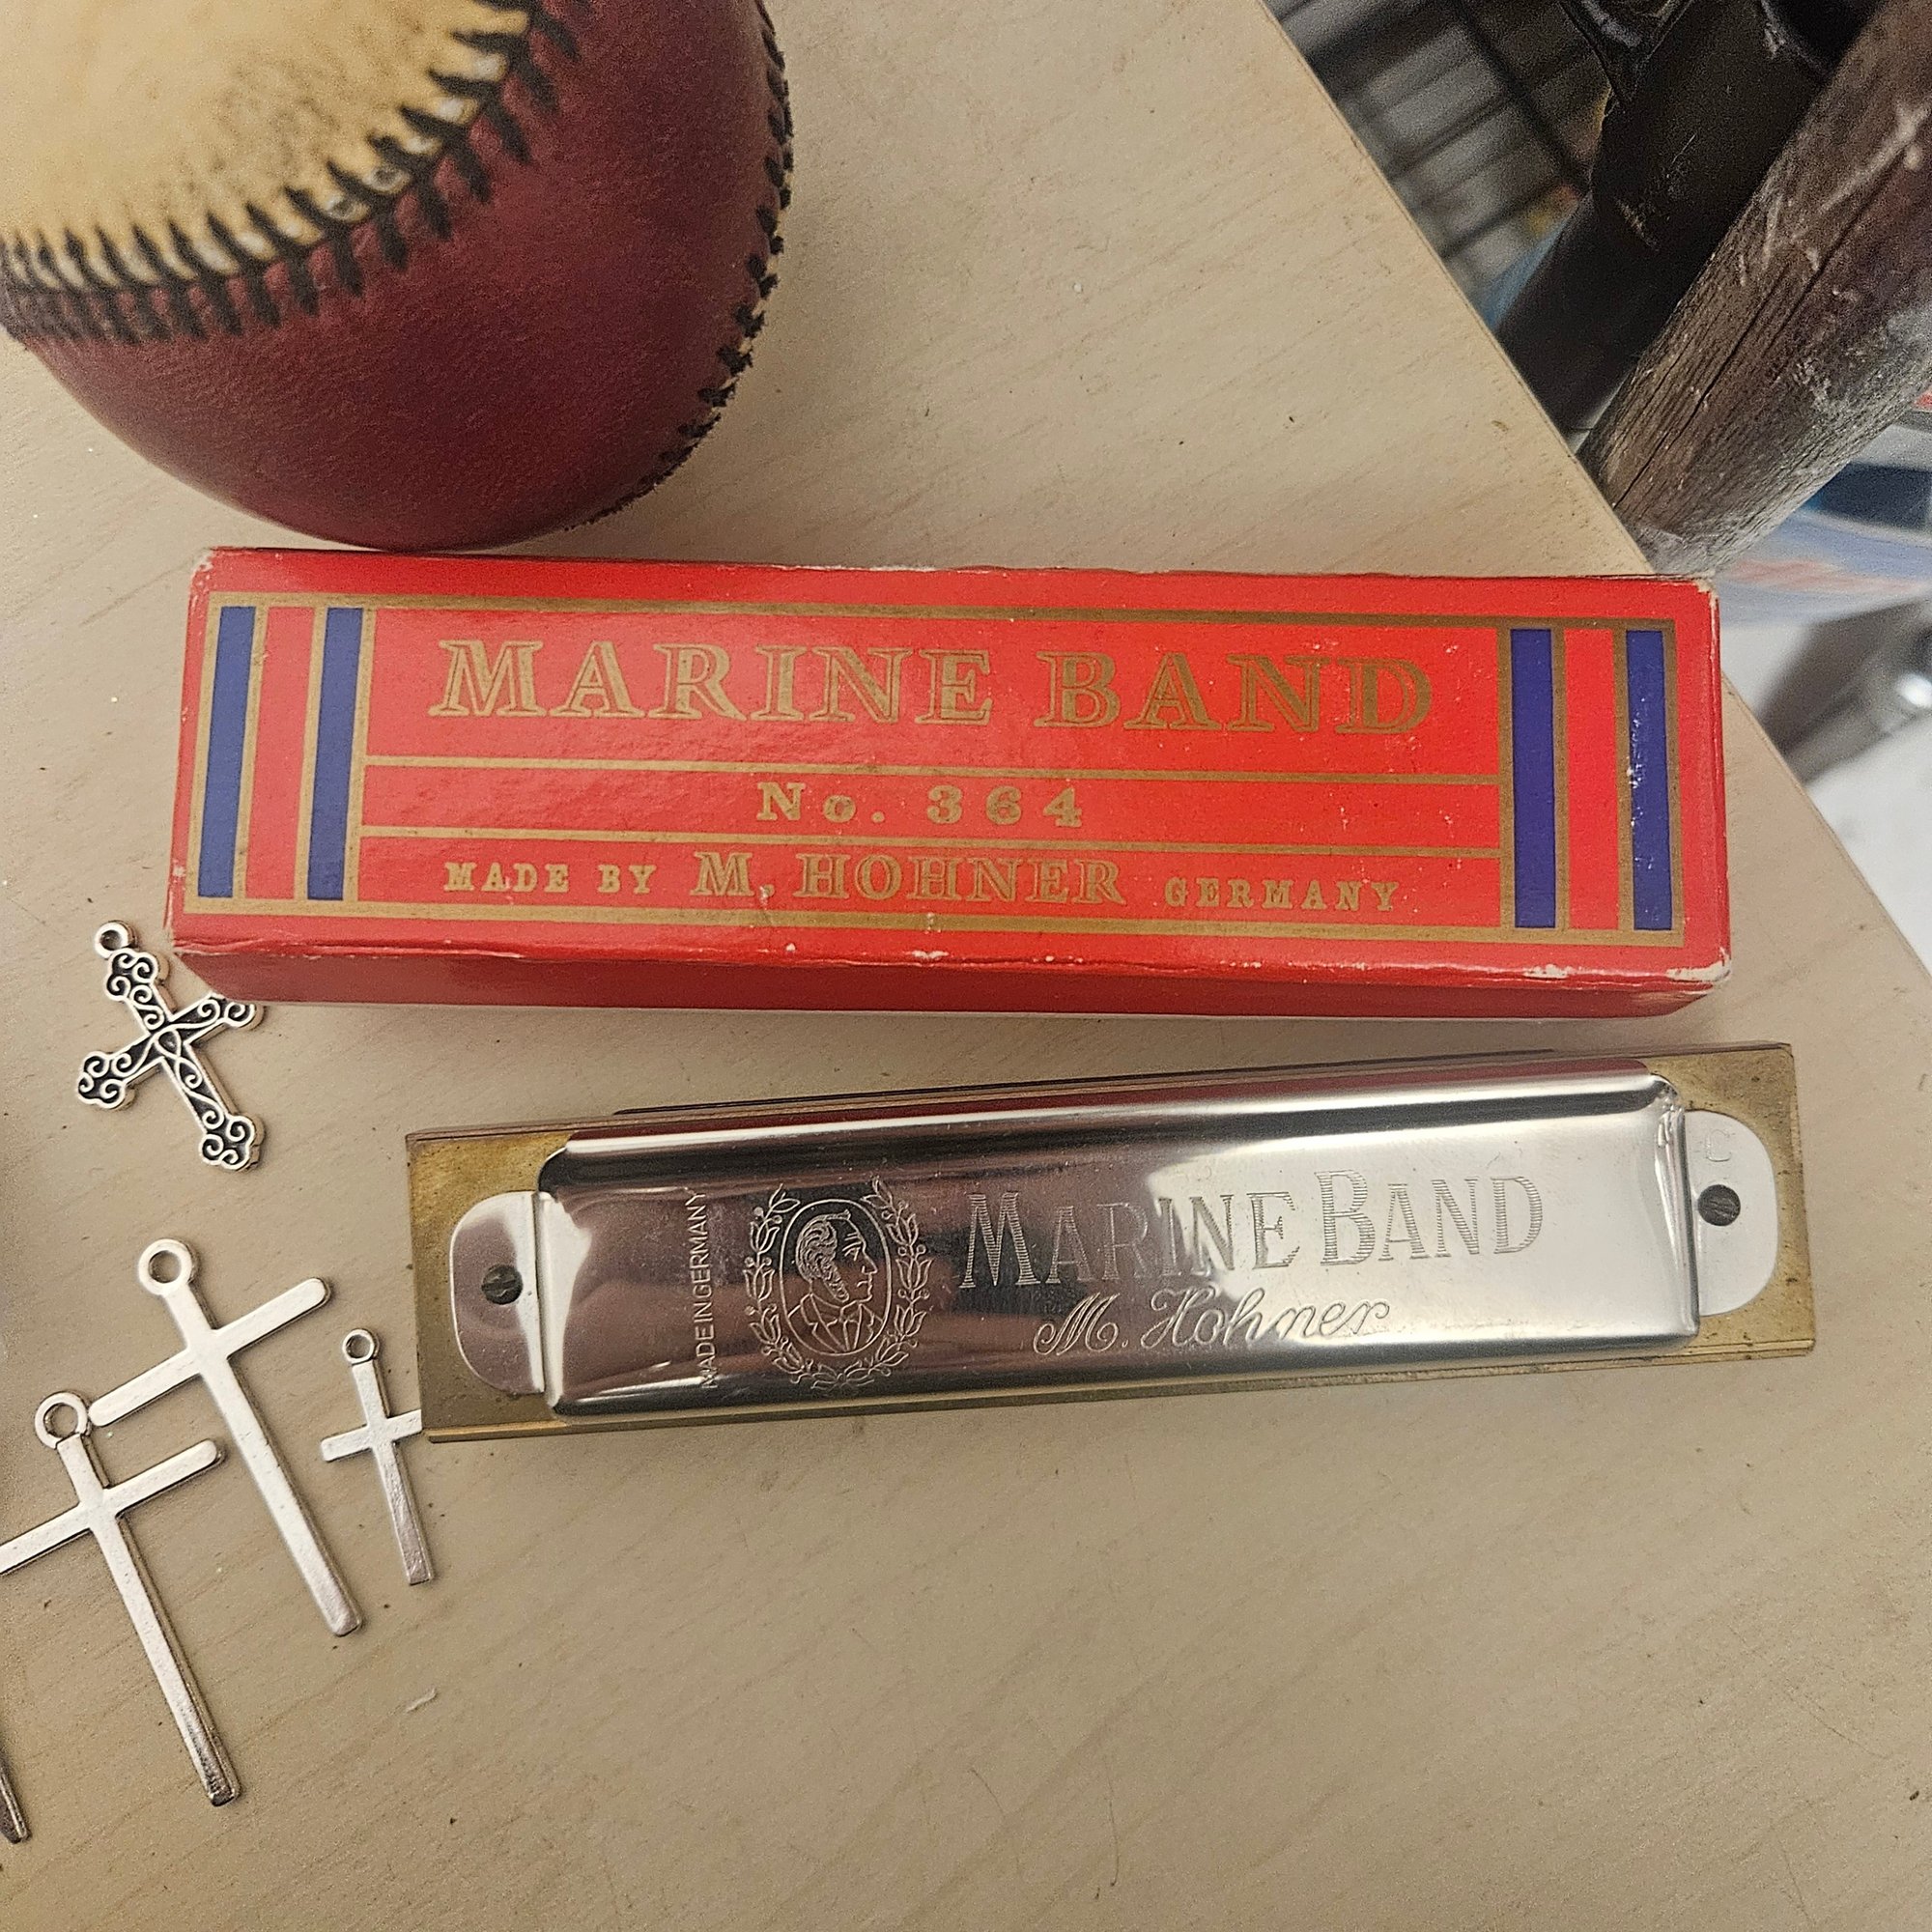 MARINE BAND
No. 364
MADE BY M. HOHNER GERMANY
C
MADE IN GERMANY
MARINE BAND
M. Hohner